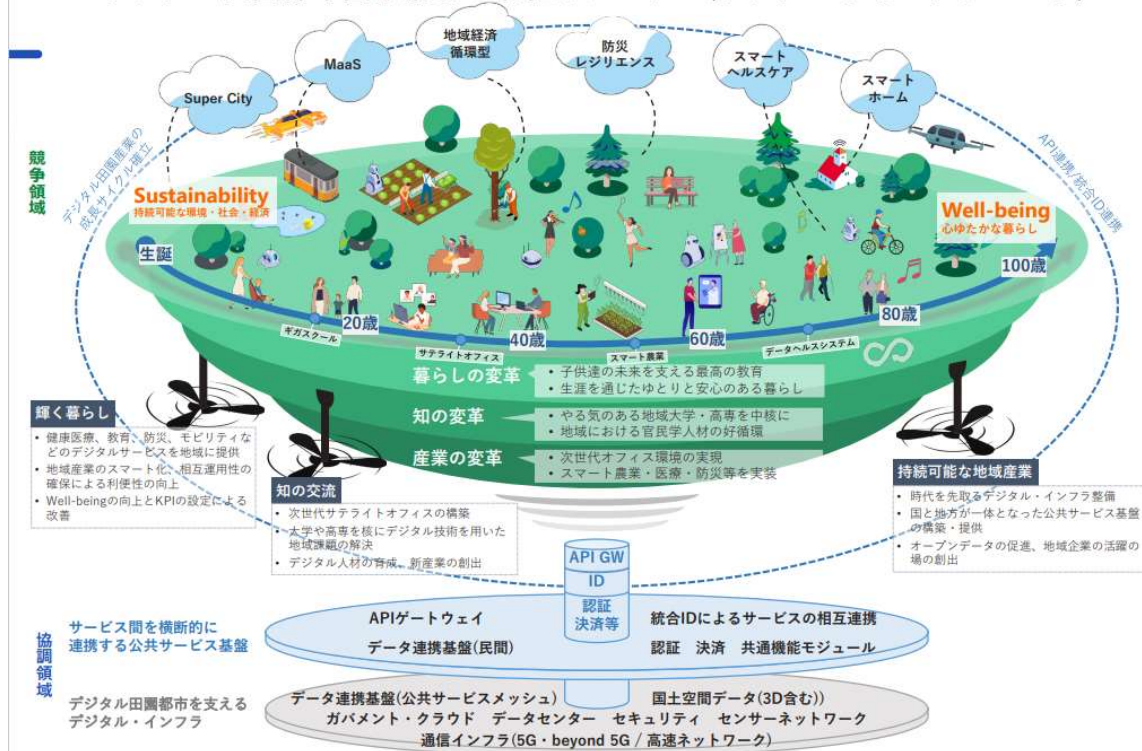 地域経済
循環型
防災
レジリエンス
スマート
ヘルスケア
MaaS
スマート
ホーム
Super City
デジタル田園産業の
成長サイクル確立
API連携/統合ID連携
競争領域
Sustainability
持続可能な環境・社会・経済
Well-being
心ゆたかな暮らし
生誕
20歳
40歳
60歳
80歳
100歳
ギガスクール
サテライトオフィス
スマート農業
データヘルスシステム
暮らしの変革
• 子供達の未来を支える最高の教育
• 生涯を通じたゆとりと安心のある暮らし
知の変革
• やる気のある地域大学・高専を中核に
• 地域における官民学人材の好循環
産業の変革
• 次世代オフィス環境の実現
• スマート農業・医療・防災等を実装
輝く暮らし
• 健康医療、教育、防災、モビリティな
どのデジタルサービスを地域に提供
• 地域産業のスマート化、相互運用性の
確保による利便性の向上
• Well-beingの向上とKPIの設定による
改善
知の交流
• 次世代サテライトオフィスの構築
• 大学や高専を核にデジタル技術を用いた
地域課題の解決
• デジタル人材の育成、新産業の創出
持続可能な地域産業
• 時代を先取るデジタル・インフラ整備
• 国と地方が一体となった公共サービス基盤
の構築・提供
• オープンデータの促進、地域企業の活躍の
場の創出
API GW
ID
認証
決済等
協調領域
サービス間を横断的に
連携する公共サービス基盤
APIゲートウェイ
統合IDによるサービスの相互連携
データ連携基盤(民間)
認証 決済 共通機能モジュール
デジタル田園都市を支える
デジタル・インフラ
データ連携基盤(公共サービスメッシュ)
国土空間データ(3D含む))
ガバメント・クラウド データセンター セキュリティ センサーネットワーク
通信インフラ(5G・beyond 5G / 高速ネットワーク)